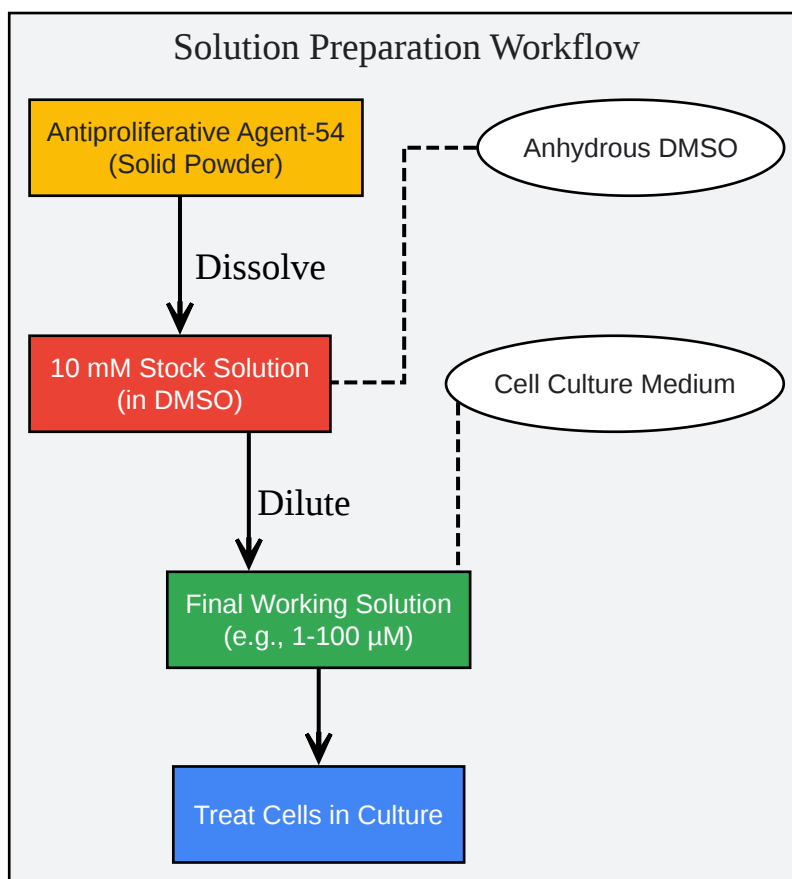 Solution Preparation Workflow
Antiproliferative Agent-54
(Solid Powder)
Anhydrous DMSO
Dissolve
10 mM Stock Solution
(in DMSO)
Cell Culture Medium
Dilute
Final Working Solution
(e.g., 1-100 µM)
Treat Cells in Culture